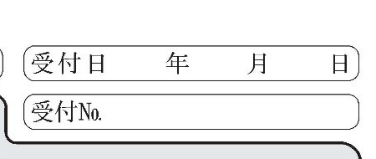 受付日　　年　　月　　日
受付№